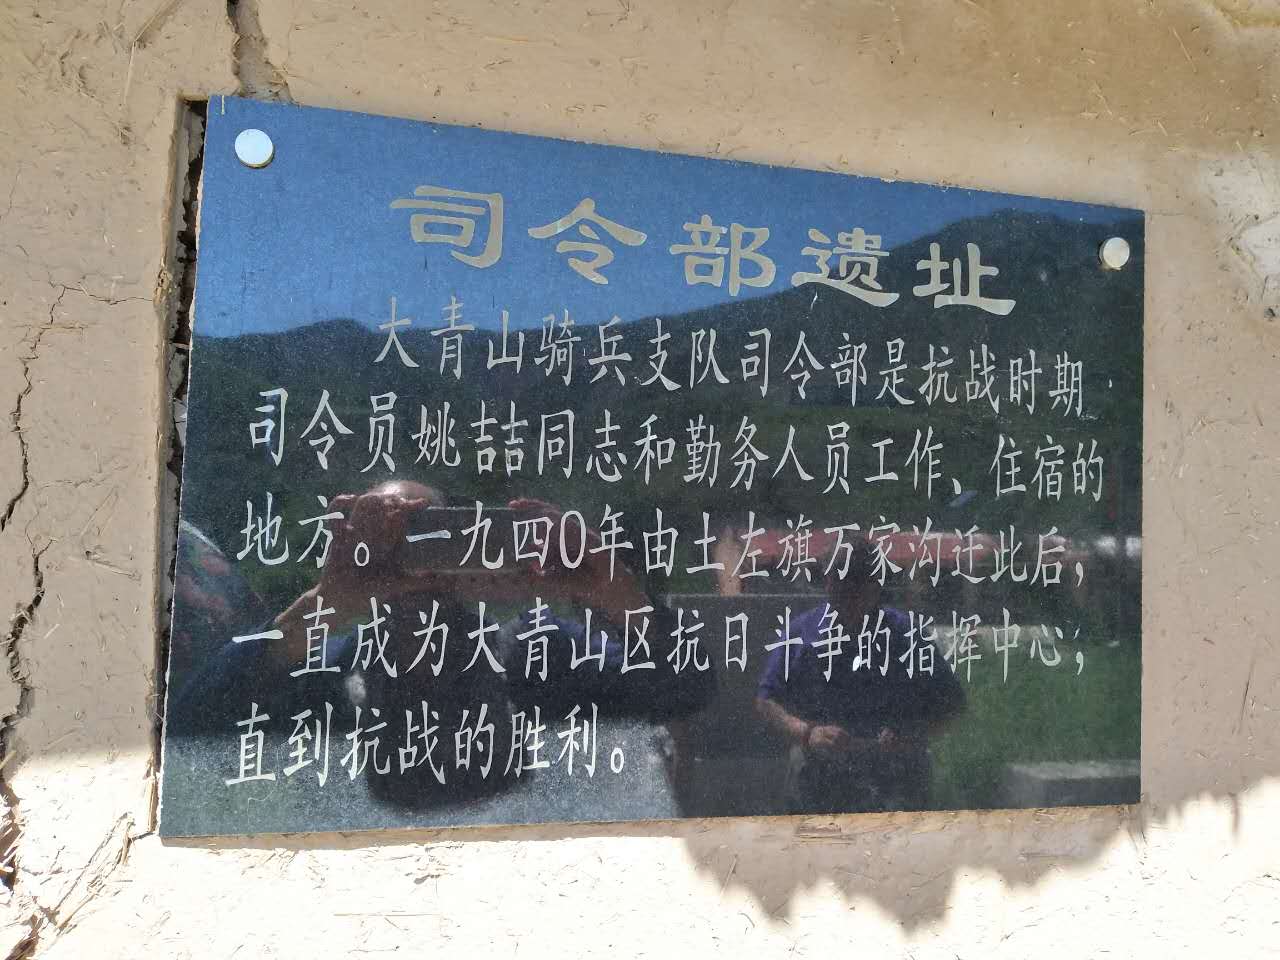 司令部遗址
大青山骑兵支队司令部是抗战时期
司令员姚喆同志和勤务人员工作、住宿的
地方。一九四〇年由土左旗万家沟迁此后，
一直成为大青山区抗日斗争的指挥中心，
直到抗战的胜利。